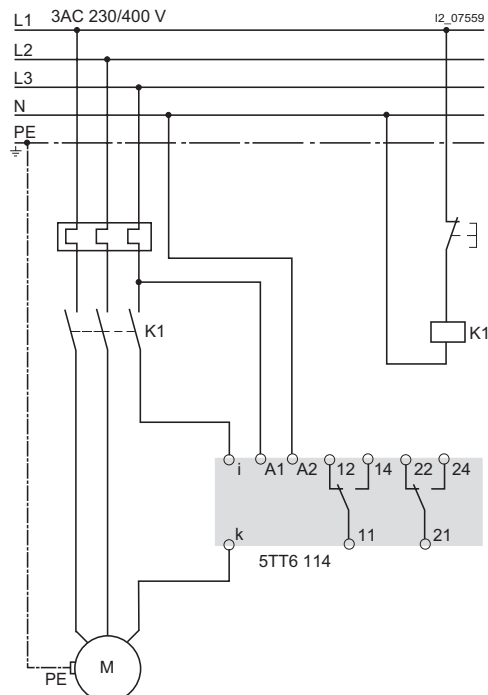 L1 3AC 230/400 V I2_07559
L2
L3
N
PE
K1
K1
i A1 A2 12 14 22 24
k 11 21
5TT6 114
M
PE